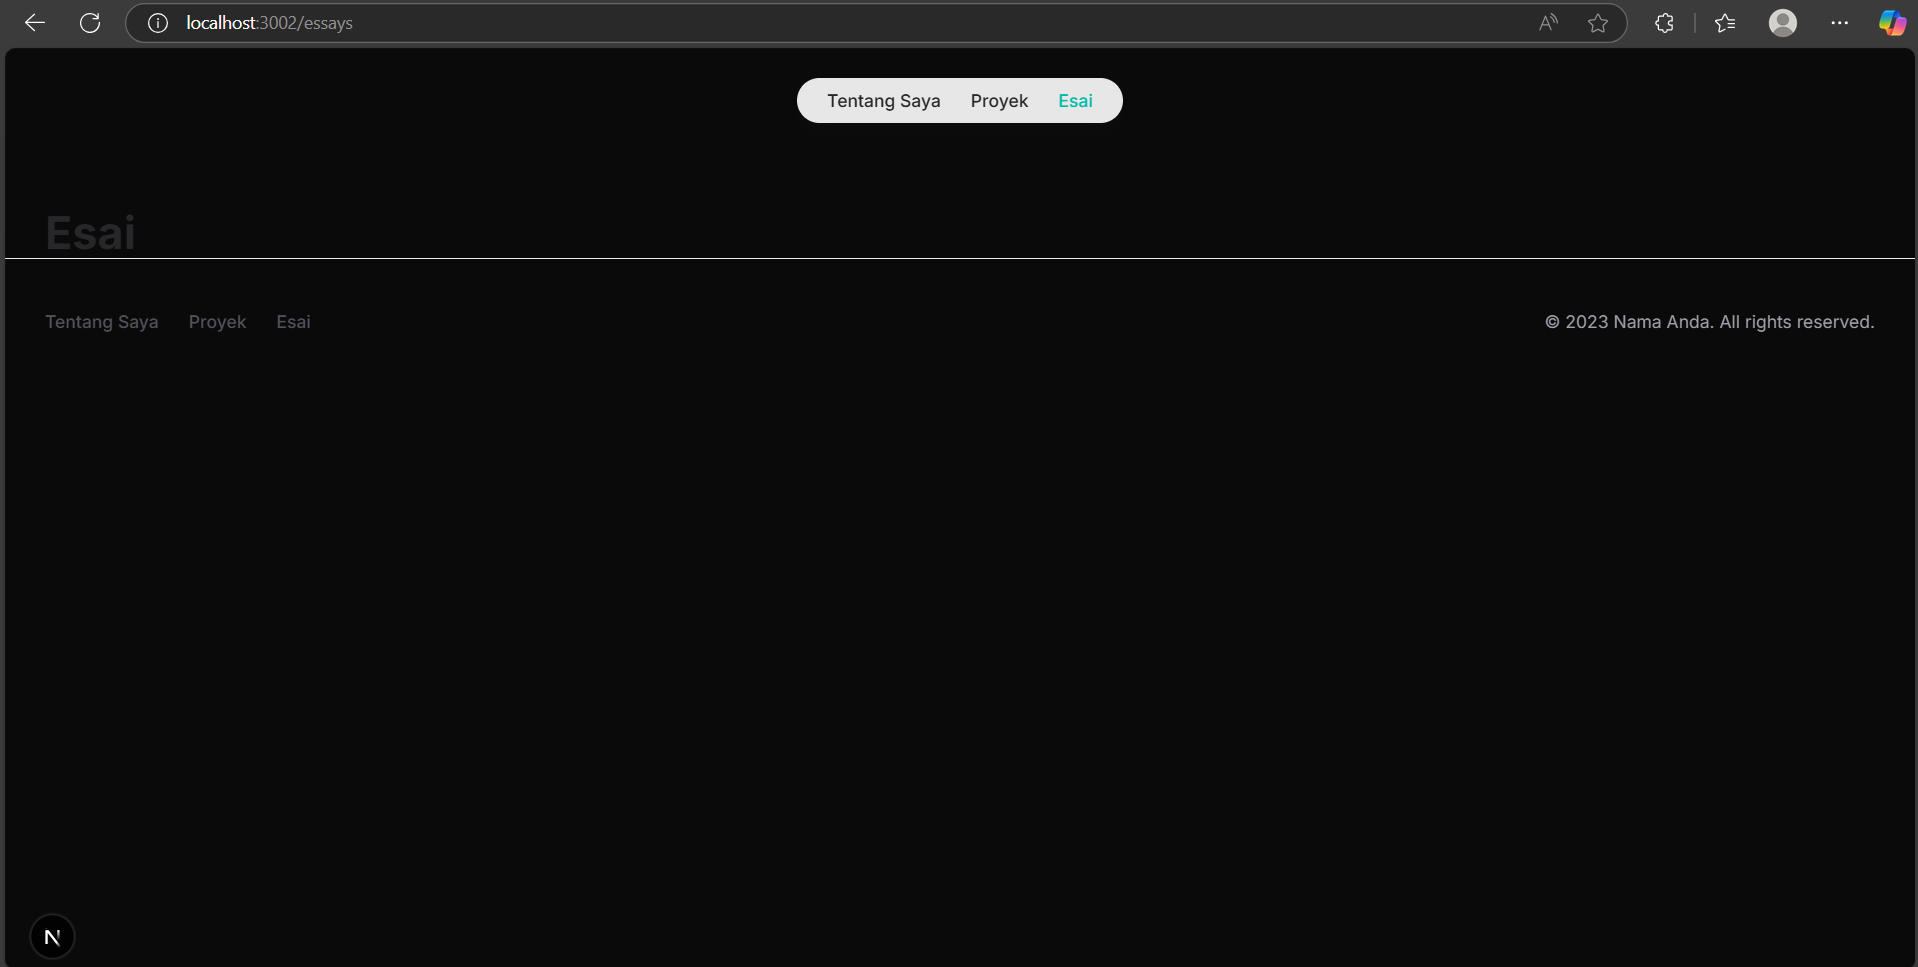 localhost:3002/essays
Tentang Saya Proyek Esai
Esai
Tentang Saya Proyek Esai © 2023 Nama Anda. All rights reserved.
N